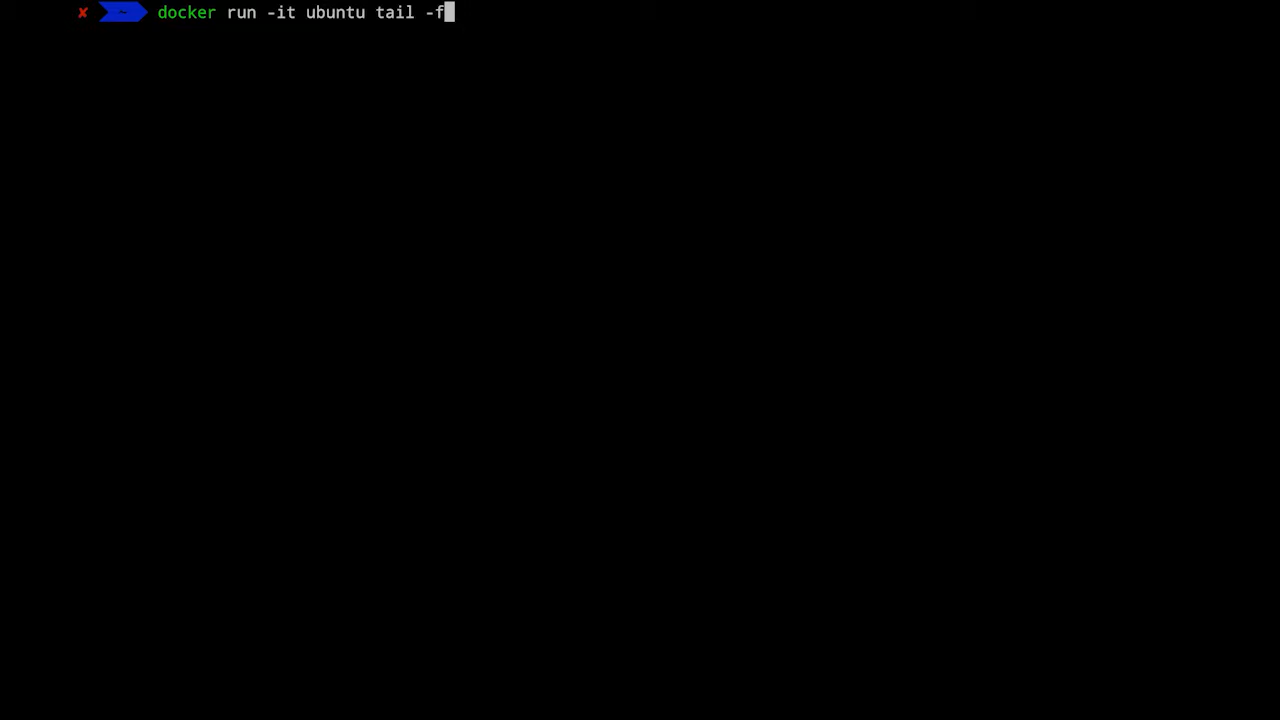 ✘ ~ docker run -it ubuntu tail -f